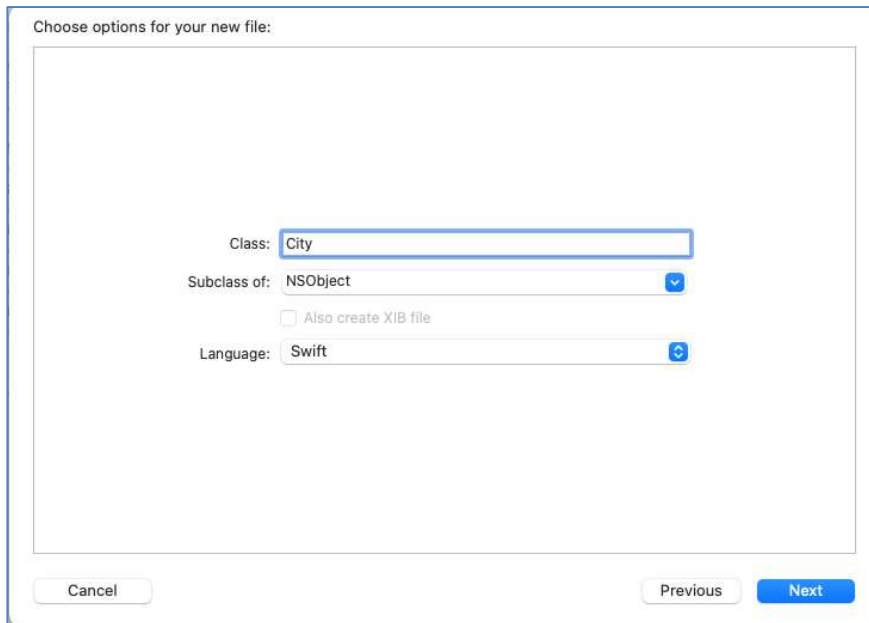 Choose options for your new file:
Class: City
Subclass of: NSObject
Also create XIB file
Language: Swift
Cancel Previous Next